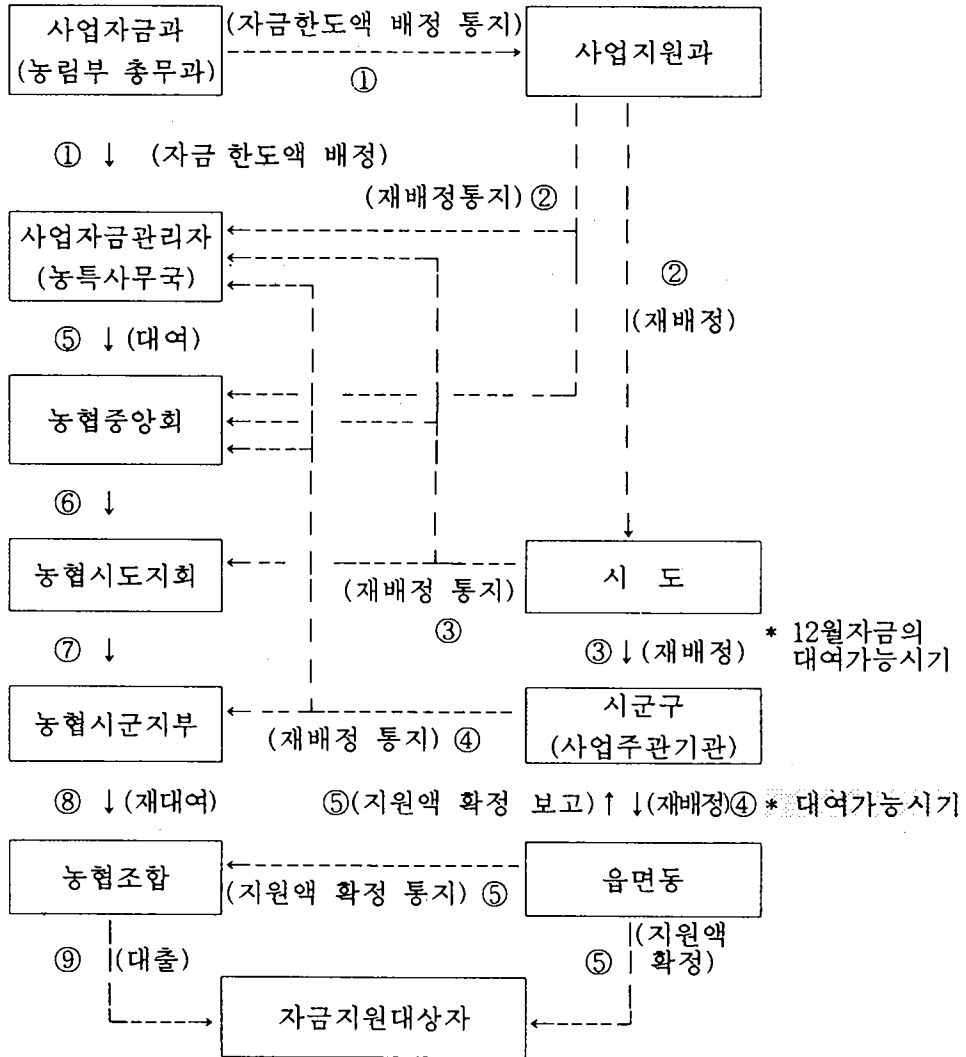 사업자금과
(농림부 총무과)
(자금한도액 배정 통지)
①
사업지원과
① ↓ (자금 한도액 배정)
(재배정통지) ②
사업자금관리자
(농특사무국)
②
(재배정)
⑤ ↓ (대여)
농협중앙회
⑥ ↓
농협시도지회
(재배정 통지)
③
시 도
⑦ ↓
③ ↓ (재배정)
* 12월자금의
대여가능시기
농협시군지부
(재배정 통지) ④
시군구
(사업주관기관)
⑧ ↓ (재대여)
⑤(지원액 확정 보고) ↑ ↓(재배정)④ * 대여가능시기
농협조합
(지원액 확정 통지) ⑤
읍면동
⑨ (대출)
⑤ (지원액
확정)
자금지원대상자